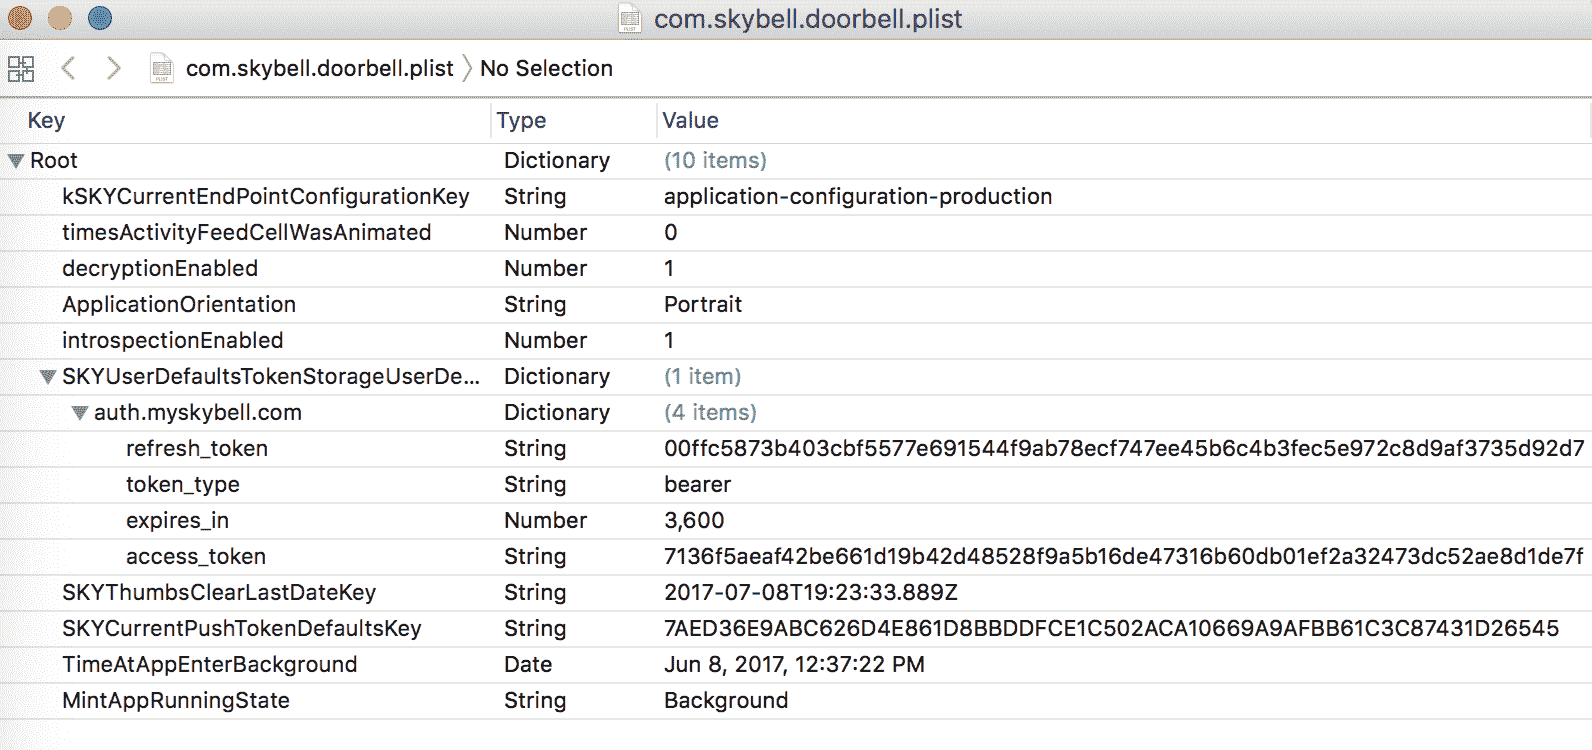 com.skybell.doorbell.plist
com.skybell.doorbell.plist 〉 No Selection
Key Type Value
Root Dictionary (10 items)
kSKYCurrentEndPointConfigurationKey String application-configuration-production
timesActivityFeedCellWasAnimated Number 0
decryptionEnabled Number 1
ApplicationOrientation String Portrait
introspectionEnabled Number 1
SKYUserDefaultsTokenStorageUserDe... Dictionary (1 item)
auth.myskybell.com Dictionary (4 items)
refresh_token String 00ffc5873b403cbf5577e691544f9ab78ecf747ee45b6c4b3fec5e972c8d9af3735d92d7
token_type String bearer
expires_in Number 3,600
access_token String 7136f5aeaf42be661d19b42d48528f9a5b16de47316b60db01ef2a32473dc52ae8d1de7f
SKYThumbsClearLastDateKey String 2017-07-08T19:23:33.889Z
SKYCurrentPushTokenDefaultsKey String 7AED36E9ABC626D4E861D8BBDDFCE1C502ACA10669A9AFBB61C3C87431D26545
TimeAtAppEnterBackground Date Jun 8, 2017, 12:37:22 PM
MintAppRunningState String Background